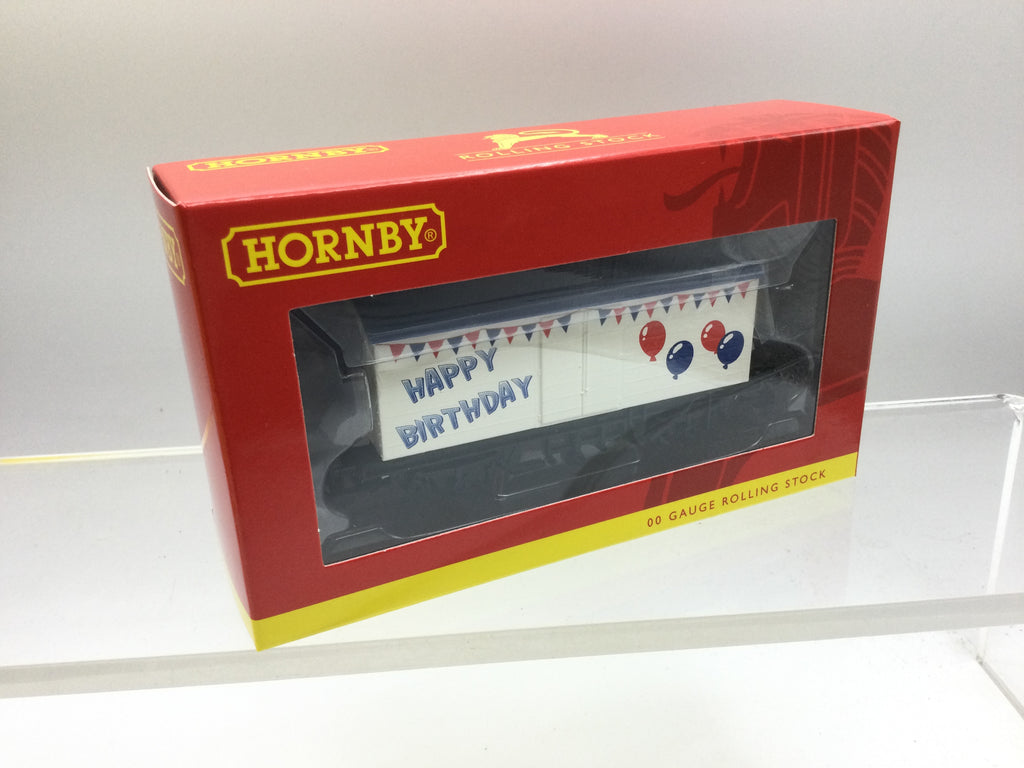 HORNBY
ROLLING STOCK
HORNBY®
HAPPY
BIRTHDAY
00 GAUGE ROLLING STOCK